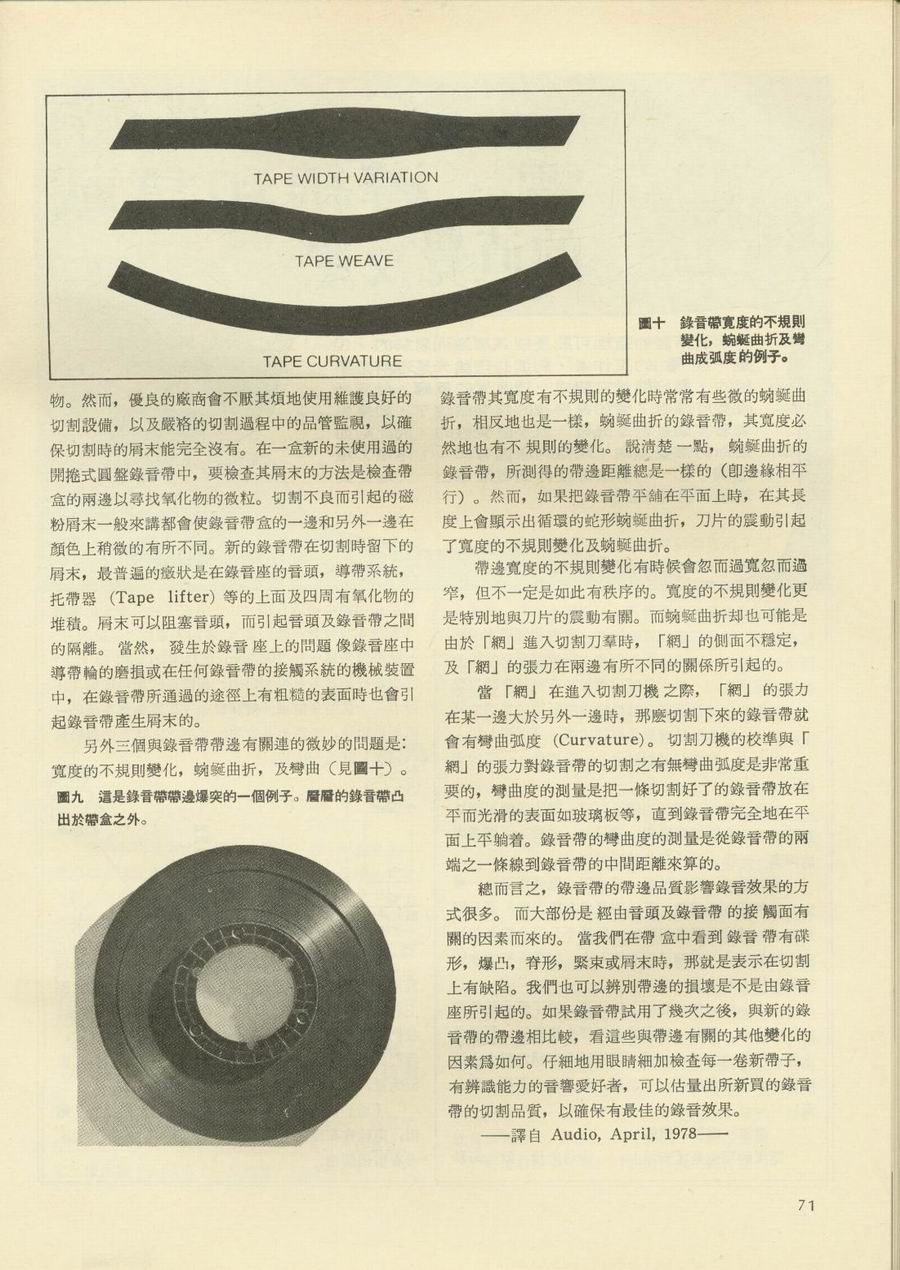 TAPE WIDTH VARIATION
TAPE WEAVE
TAPE CURVATURE
圖十　錄音帶寬度的不規則
變化，蜿蜒曲折及彎
曲成弧度的例子。
物。然而，優良的廠商會不厭其煩地使用維護良好的
切割設備，以及嚴格的切割過程中的品管監視，以確
保切割時的屑末能完全沒有。在一盒新的未使用過的
開捲式圓盤錄音帶中，要檢查其屑末的方法是檢查帶
盒的兩邊以尋找氧化物的微粒。切割不良而引起的磁
粉屑末一般來講都會使錄音帶盒的一邊和另外一邊在
顏色上稍微的有所不同。新的錄音帶在切割時留下的
屑末，最普遍的癥狀是在錄音座的音頭，導帶系統，
托帶器 (Tape lifter) 等的上面及四周有氧化物的
堆積。屑末可以阻塞音頭，而引起音頭及錄音帶之間
的隔離。當然，發生於錄音座上的問題像錄音座中
導帶輪的磨損或在任何錄音帶的接觸系統的機械裝置
中，在錄音帶所通過的途徑上有粗糙的表面時也會引
起錄音帶產生屑末的。
另外三個與錄音帶帶邊有關連的微妙的問題是：
寬度的不規則變化，蜿蜒曲折，及彎曲（見圖十）。
圖九　這是錄音帶帶邊爆突的一個例子。層層的錄音帶凸
出於帶盒之外。
錄音帶其寬度有不規則的變化時常常有些微的蜿蜒曲
折，相反地也是一樣，蜿蜒曲折的錄音帶，其寬度必
然地也有不規則的變化。說淸楚一點，蜿蜒曲折的
錄音帶，所測得的帶邊距離總是一樣的（卽邊緣相平
行）。然而，如果把錄音帶平舖在平面上時，在其長
度上會顯示出循環的蛇形蜿蜒曲折，刀片的震動引起
了寬度的不規則變化及蜿蜒曲折。
帶邊寬度的不規則變化有時候會忽而過寬忽而過
窄，但不一定是如此有秩序的。寬度的不規則變化更
是特別地與刀片的震動有關。而蜿蜒曲折却也可能是
由於「網」進入切割刀羣時，「網」的側面不穩定，
及「網」的張力在兩邊有所不同的關係所引起的。
當「網」在進入切割刀機之際，「網」的張力
在某一邊大於另外一邊時，那麼切割下來的錄音帶就
會有彎曲弧度 (Curvature)。切割刀機的校準與「
網」的張力對錄音帶的切割之有無彎曲弧度是非常重
要的，彎曲度的測量是把一條切割好了的錄音帶放在
平而光滑的表面如玻璃板等，直到錄音帶完全地在平
面上平躺着。錄音帶的彎曲度的測量是從錄音帶的兩
端之一條線到錄音帶的中間距離來算的。
總而言之，錄音帶的帶邊品質影響錄音效果的方
式很多。而大部份是經由音頭及錄音帶的接觸面有
關的因素而來的。當我們在帶盒中看到錄音帶有碟
形，爆凸，脊形，緊束或屑末時，那就是表示在切割
上有缺陷。我們也可以辨別帶邊的損壞是不是由錄音
座所引起的。如果錄音帶試用了幾次之後，與新的錄
音帶的帶邊相比較，看這些與帶邊有關的其他變化的
因素爲如何。仔細地用眼睛細加檢查每一卷新帶子，
有辨識能力的音響愛好者，可以估量出所新買的錄音
帶的切割品質，以確保有最佳的錄音效果。
——譯自 Audio, April, 1978——
71